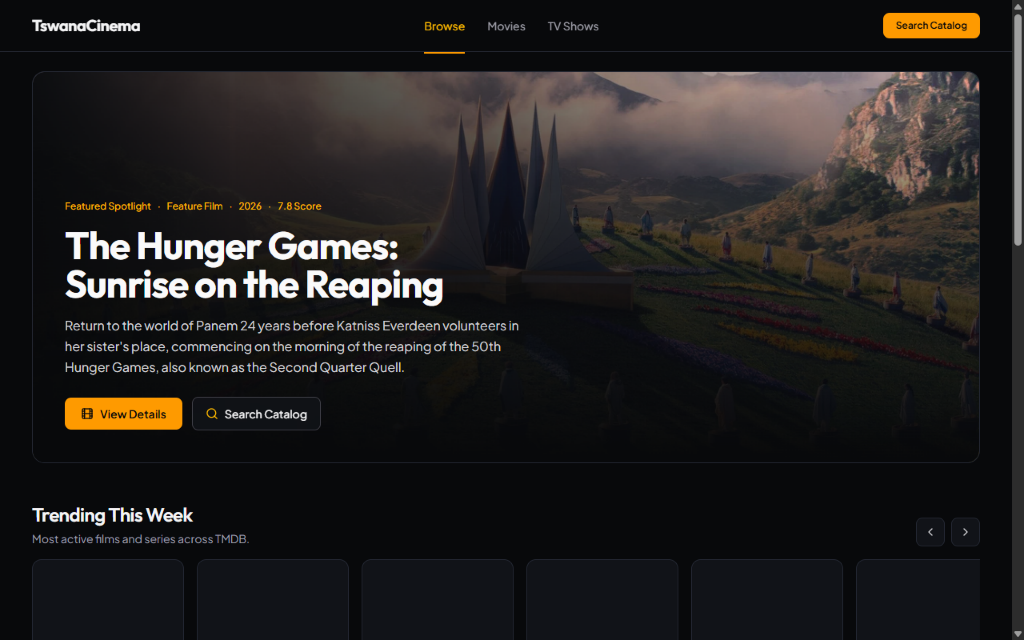 TswanaCinema
Browse
Movies
TV Shows
Search Catalog
Featured Spotlight · Feature Film · 2026 · 7.8 Score
The Hunger Games:
Sunrise on the Reaping
Return to the world of Panem 24 years before Katniss Everdeen volunteers in
her sister's place, commencing on the morning of the reaping of the 50th
Hunger Games, also known as the Second Quarter Quell.
View Details
Search Catalog
Trending This Week
Most active films and series across TMDB.